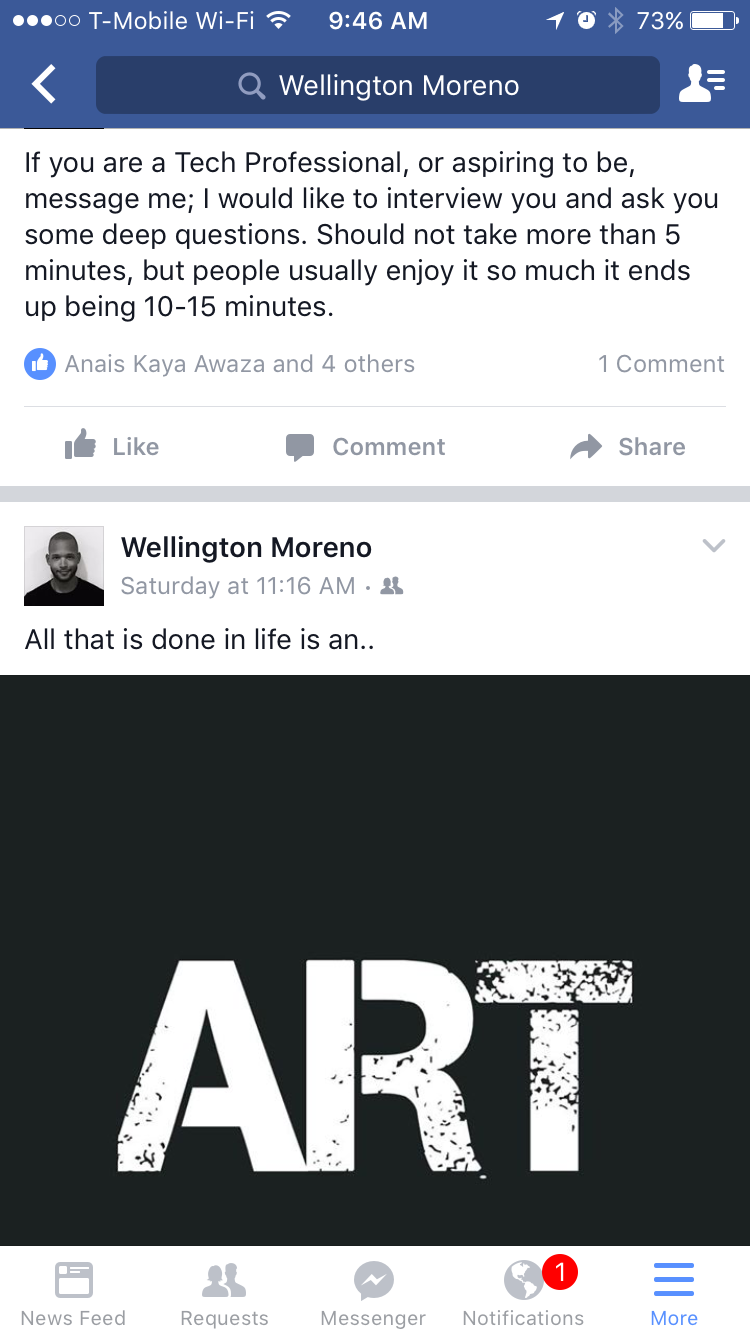 T-Mobile Wi-Fi 9:46 AM 73%
Wellington Moreno
If you are a Tech Professional, or aspiring to be,
message me; I would like to interview you and ask you
some deep questions. Should not take more than 5
minutes, but people usually enjoy it so much it ends
up being 10-15 minutes.
Anais Kaya Awaza and 4 others 1 Comment
Like Comment Share
Wellington Moreno
Saturday at 11:16 AM ·
All that is done in life is an..
ART
1
News Feed Requests Messenger Notifications More